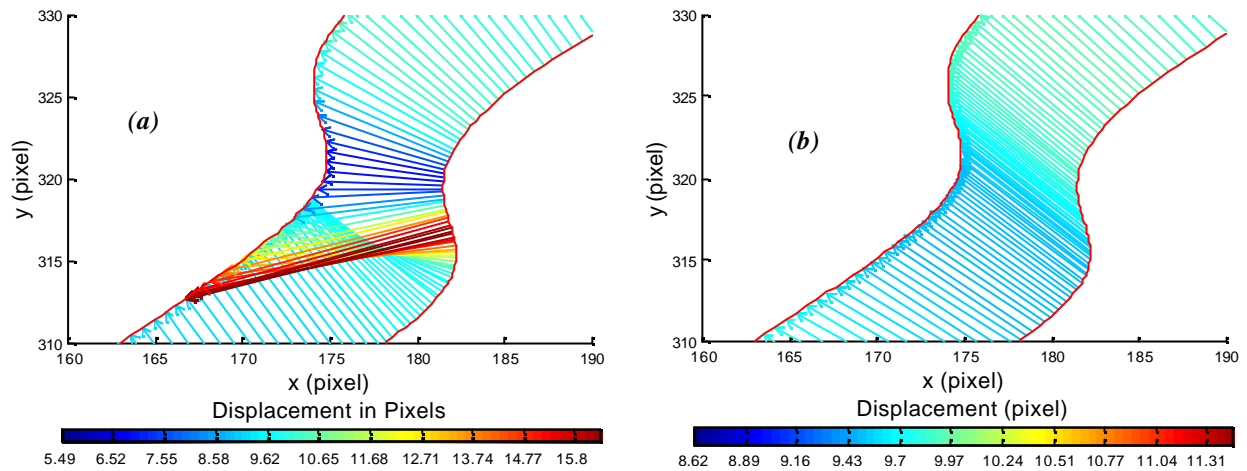 330
325
320
315
310
160 165 170 175 180 185 190
y (pixel)
x (pixel)
(a)
Displacement in Pixels
5.49 6.52 7.55 8.58 9.62 10.65 11.68 12.71 13.74 14.77 15.8
330
325
320
315
310
160 165 170 175 180 185 190
y (pixel)
x (pixel)
(b)
Displacement (pixel)
8.62 8.89 9.16 9.43 9.7 9.97 10.24 10.51 10.77 11.04 11.31